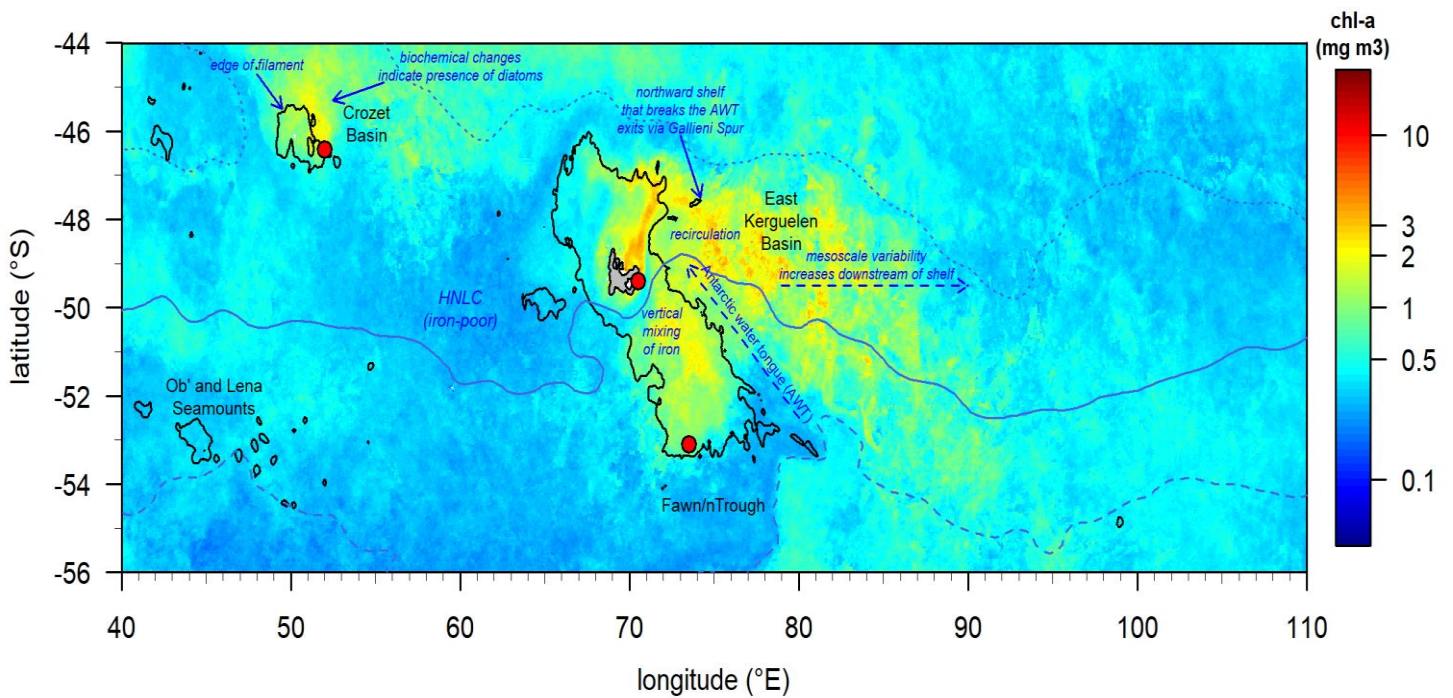 chl-a
(mg m3)
10
3
2
1
0.5
0.1
latitude (°S)
-44
-46
-48
-50
-52
-54
-56
edge of filament
biochemical changes
indicate presence of diatoms
Crozet
Basin
northward shelf
that breaks the AWT
exits via Gallieni Spur
East
Kerguelen
Basin
recirculation
mesoscale variability
increases downstream of shelf
HNLC
(iron-poor)
vertical
mixing
of iron
Antarctic water tongue (AWT)
Ob' and Lena
Seamounts
Fawn/nTrough
40
50
60
70
80
90
100
110
longitude (°E)